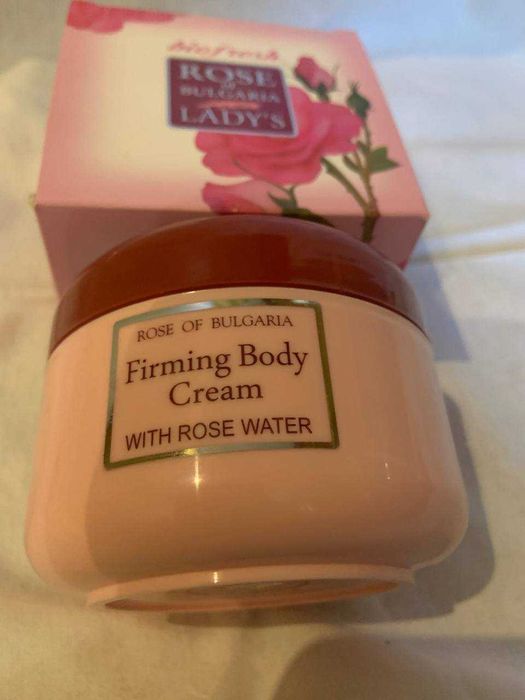 biofresh
ROSE
of
BULGARIA
LADY'S
ROSE OF BULGARIA
Firming Body
Cream
WITH ROSE WATER